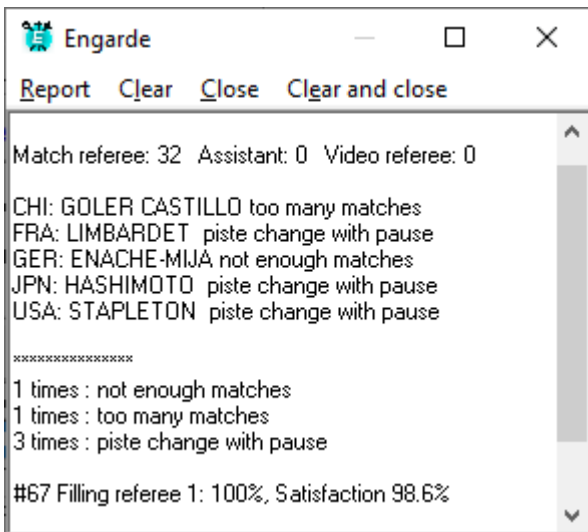 Engarde
Report Clear Close Clear and close
Match referee: 32 Assistant: 0 Video referee: 0
CHI: GOLER CASTILLO too many matches
FRA: LIMBARDET piste change with pause
GER: ENACHE-MIJA not enough matches
JPN: HASHIMOTO piste change with pause
USA: STAPLETON piste change with pause
***************
1 times : not enough matches
1 times : too many matches
3 times : piste change with pause
#67 Filling referee 1: 100%, Satisfaction 98.6%